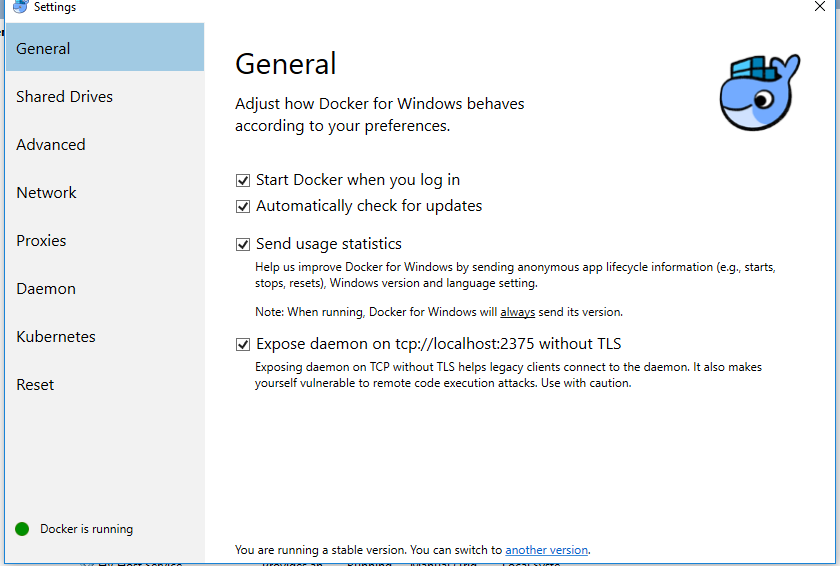 Settings
General
Shared Drives
Advanced
Network
Proxies
Daemon
Kubernetes
Reset
Docker is running
General
Adjust how Docker for Windows behaves
according to your preferences.
Start Docker when you log in
Automatically check for updates
Send usage statistics
Help us improve Docker for Windows by sending anonymous app lifecycle information (e.g., starts,
stops, resets), Windows version and language setting.
Note: When running, Docker for Windows will always send its version.
Expose daemon on tcp://localhost:2375 without TLS
Exposing daemon on TCP without TLS helps legacy clients connect to the daemon. It also makes
yourself vulnerable to remote code execution attacks. Use with caution.
You are running a stable version. You can switch to another version.